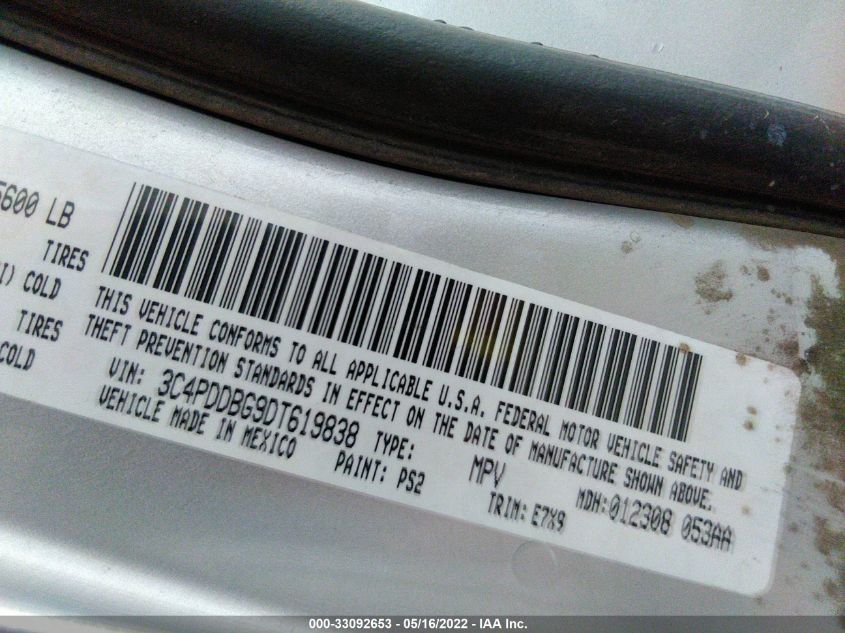 5600 LB
TIRES
I) COLD
TIRES
COLD
THIS VEHICLE CONFORMS TO ALL APPLICABLE U.S.A. FEDERAL MOTOR VEHICLE SAFETY AND
THEFT PREVENTION STANDARDS IN EFFECT ON THE DATE OF MANUFACTURE SHOWN ABOVE.
VIN: 3C4PDDBG9DT619838 TYPE: MPV MDH:012308 053AA
VEHICLE MADE IN MEXICO PAINT: PS2 TRIM: E7X9
000-33092653 - 05/16/2022 - IAA Inc.